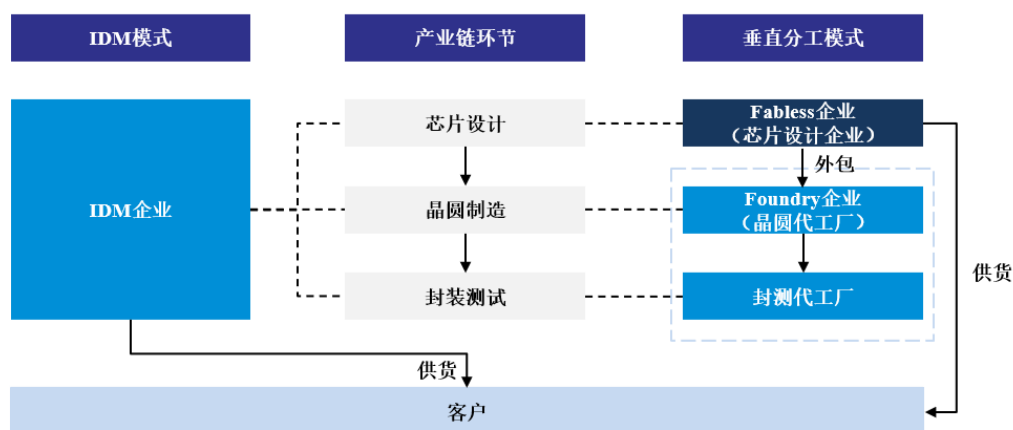 IDM模式
产业链环节
垂直分工模式
IDM企业
芯片设计
晶圆制造
封装测试
Fabless企业
（芯片设计企业）
外包
Foundry企业
（晶圆代工厂）
封测代工厂
供货
供货
客户